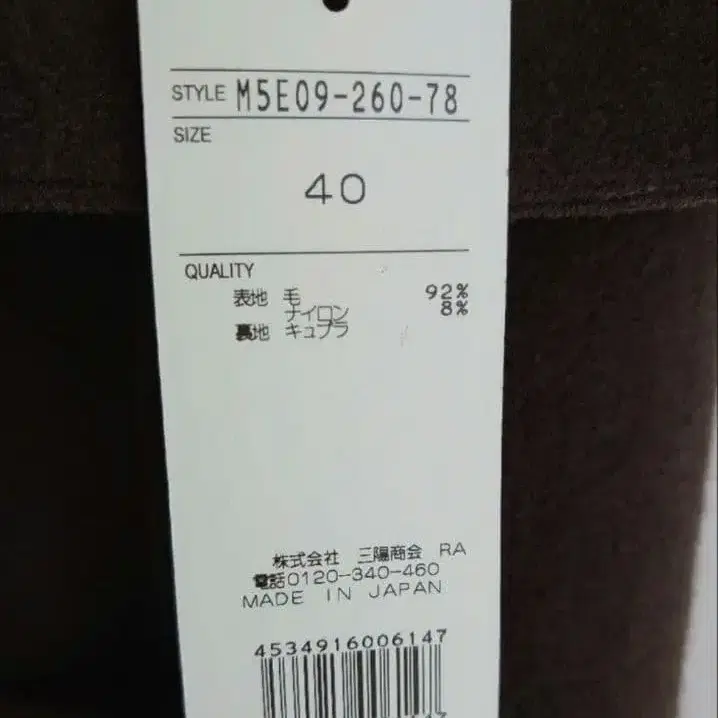 STYLE M5E09-260-78
SIZE
40
QUALITY
表地 毛 92%
ナイロン 8%
裏地 キュプラ
株式会社 三陽商会 RA
電話0120-340-460
MADE IN JAPAN
4534916006147